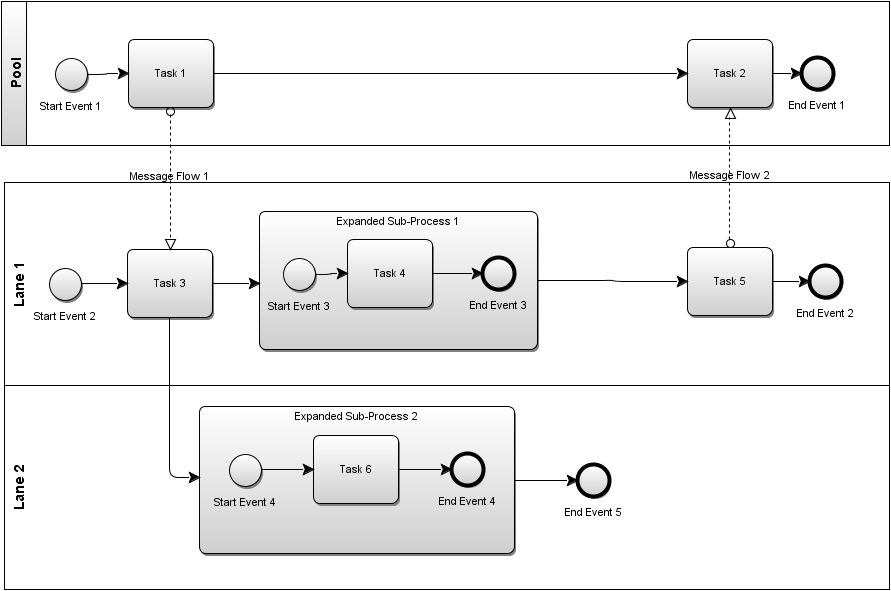 Pool
Task 1
Task 2
Start Event 1
End Event 1
Message Flow 1
Message Flow 2
Lane 1
Expanded Sub-Process 1
Task 3
Task 4
Task 5
Start Event 2
Start Event 3
End Event 3
End Event 2
Lane 2
Expanded Sub-Process 2
Task 6
Start Event 4
End Event 4
End Event 5